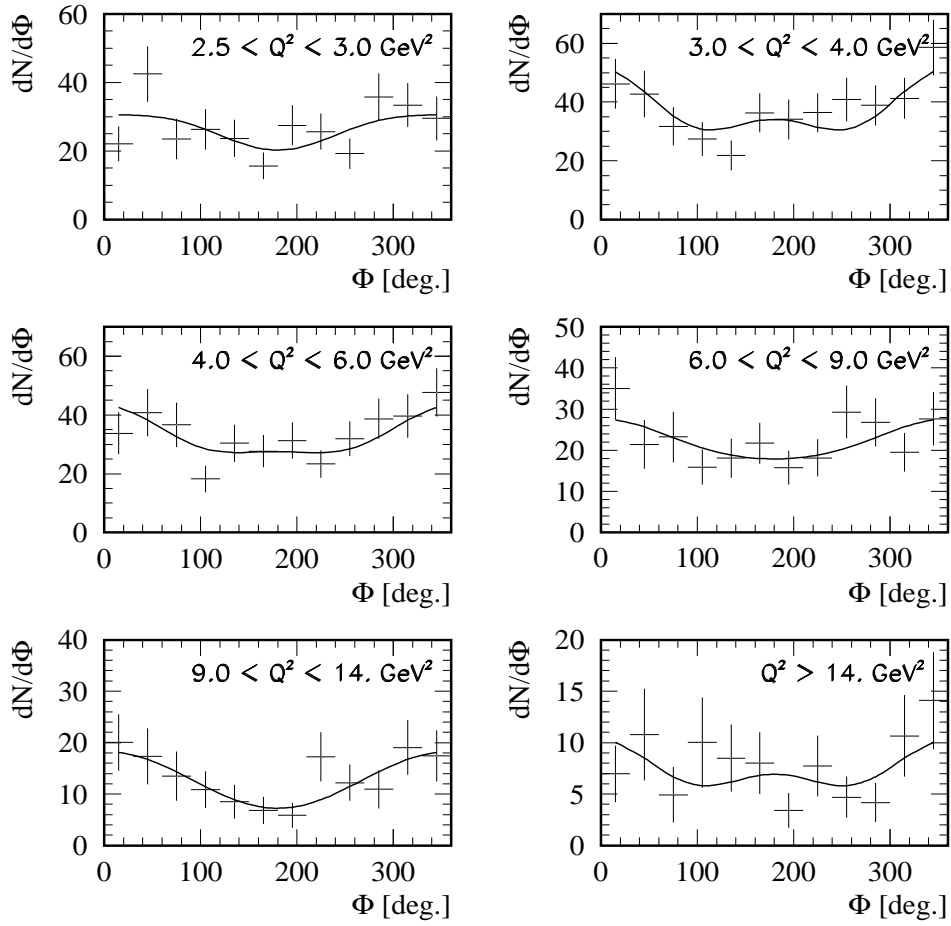 dN/dΦ
60
40
20
0
2.5 < Q² < 3.0 GeV²
0 100 200 300
Φ [deg.]
dN/dΦ
60
40
20
0
3.0 < Q² < 4.0 GeV²
0 100 200 300
Φ [deg.]
dN/dΦ
60
40
20
0
4.0 < Q² < 6.0 GeV²
0 100 200 300
Φ [deg.]
dN/dΦ
50
40
30
20
10
0
6.0 < Q² < 9.0 GeV²
0 100 200 300
Φ [deg.]
dN/dΦ
40
30
20
10
0
9.0 < Q² < 14. GeV²
0 100 200 300
Φ [deg.]
dN/dΦ
20
15
10
5
0
Q² > 14. GeV²
0 100 200 300
Φ [deg.]